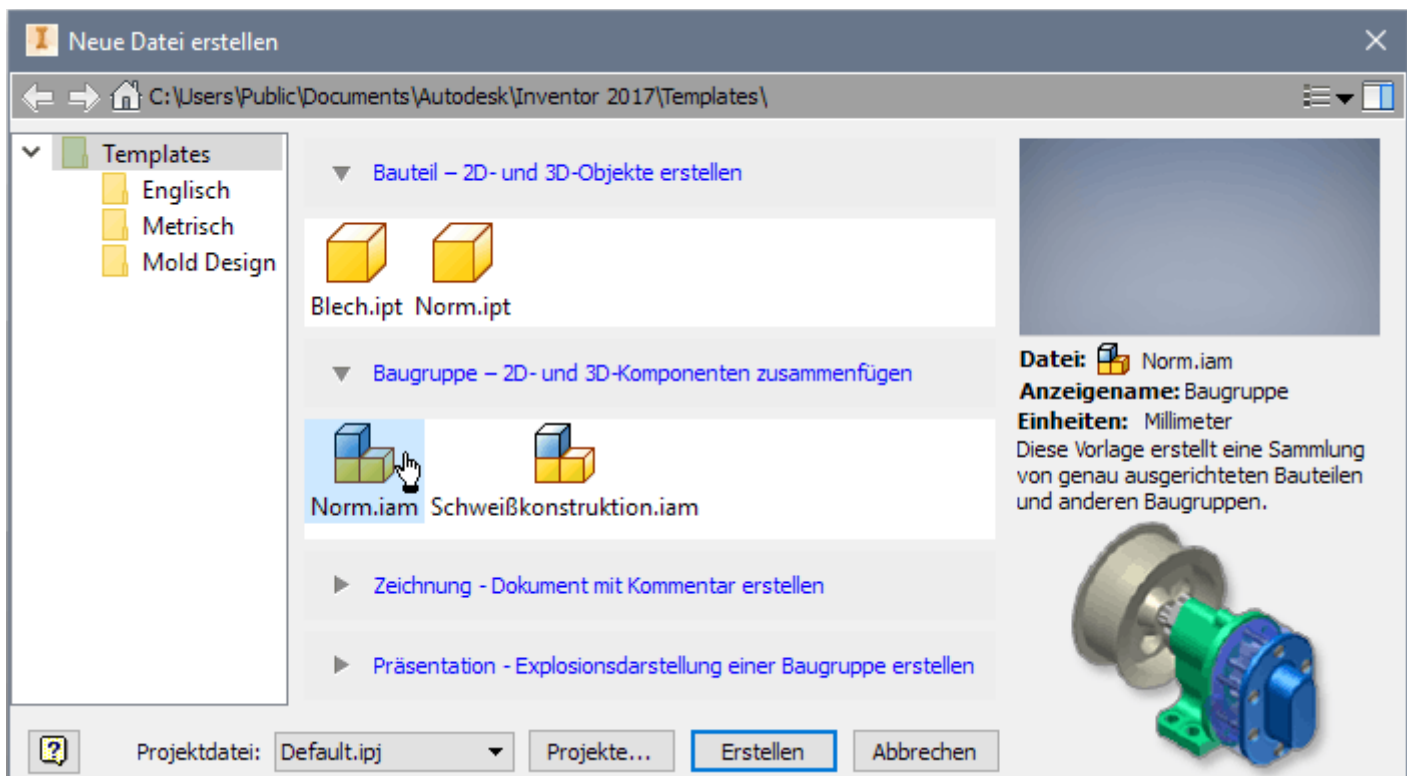 Neue Datei erstellen
C:\Users\Public\Documents\Autodesk\Inventor 2017\Templates\
Templates
Englisch
Metrisch
Mold Design
Bauteil – 2D- und 3D-Objekte erstellen
Blech.ipt Norm.ipt
Baugruppe – 2D- und 3D-Komponenten zusammenfügen
Norm.iam Schweißkonstruktion.iam
Zeichnung - Dokument mit Kommentar erstellen
Präsentation - Explosionsdarstellung einer Baugruppe erstellen
Datei: Norm.iam
Anzeigename: Baugruppe
Einheiten: Millimeter
Diese Vorlage erstellt eine Sammlung
von genau ausgerichteten Bauteilen
und anderen Baugruppen.
Projektdatei: Default.ipj Projekte... Erstellen Abbrechen